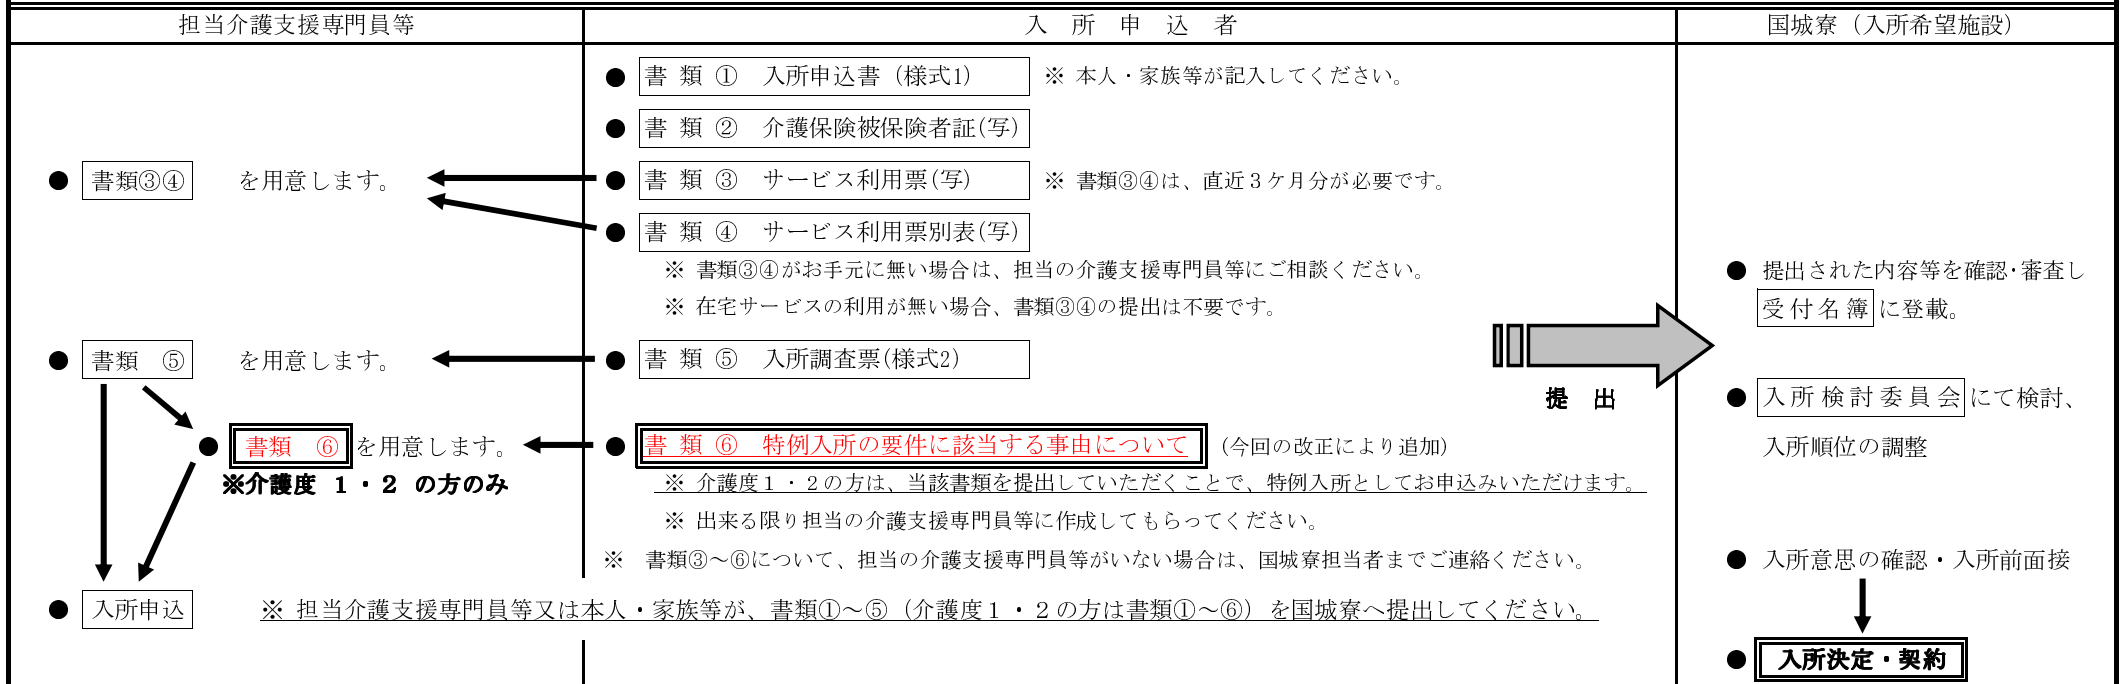 担当介護支援専門員等
入 所 申 込 者
国城寮（入所希望施設）
● 書 類 ① 入所申込書（様式1） ※ 本人・家族等が記入してください。
● 書 類 ② 介護保険被保険者証(写)
● 書類③④ を用意します。
● 書 類 ③ サービス利用票(写) ※ 書類③④は、直近３ケ月分が必要です。
● 書 類 ④ サービス利用票別表(写)
※ 書類③④がお手元に無い場合は、担当の介護支援専門員等にご相談ください。
※ 在宅サービスの利用が無い場合、書類③④の提出は不要です。
● 書類 ⑤ を用意します。
● 書 類 ⑤ 入所調査票(様式2)
● 書類 ⑥ を用意します。
※介護度 １・２ の方のみ
● 書 類 ⑥ 特例入所の要件に該当する事由について (今回の改正により追加)
※ 介護度１・２の方は、当該書類を提出していただくことで、特例入所としてお申込みいただけます。
※ 出来る限り担当の介護支援専門員等に作成してもらってください。
※ 書類③～⑥について、担当の介護支援専門員等がいない場合は、国城寮担当者までご連絡ください。
● 入所申込 ※ 担当介護支援専門員等又は本人・家族等が、書類①～⑤（介護度１・２の方は書類①～⑥）を国城寮へ提出してください。
提 出
● 提出された内容等を確認･審査し
受付名簿 に登載。
● 入所検討委員会 にて検討、
入所順位の調整
● 入所意思の確認・入所前面接
● 入所決定・契約